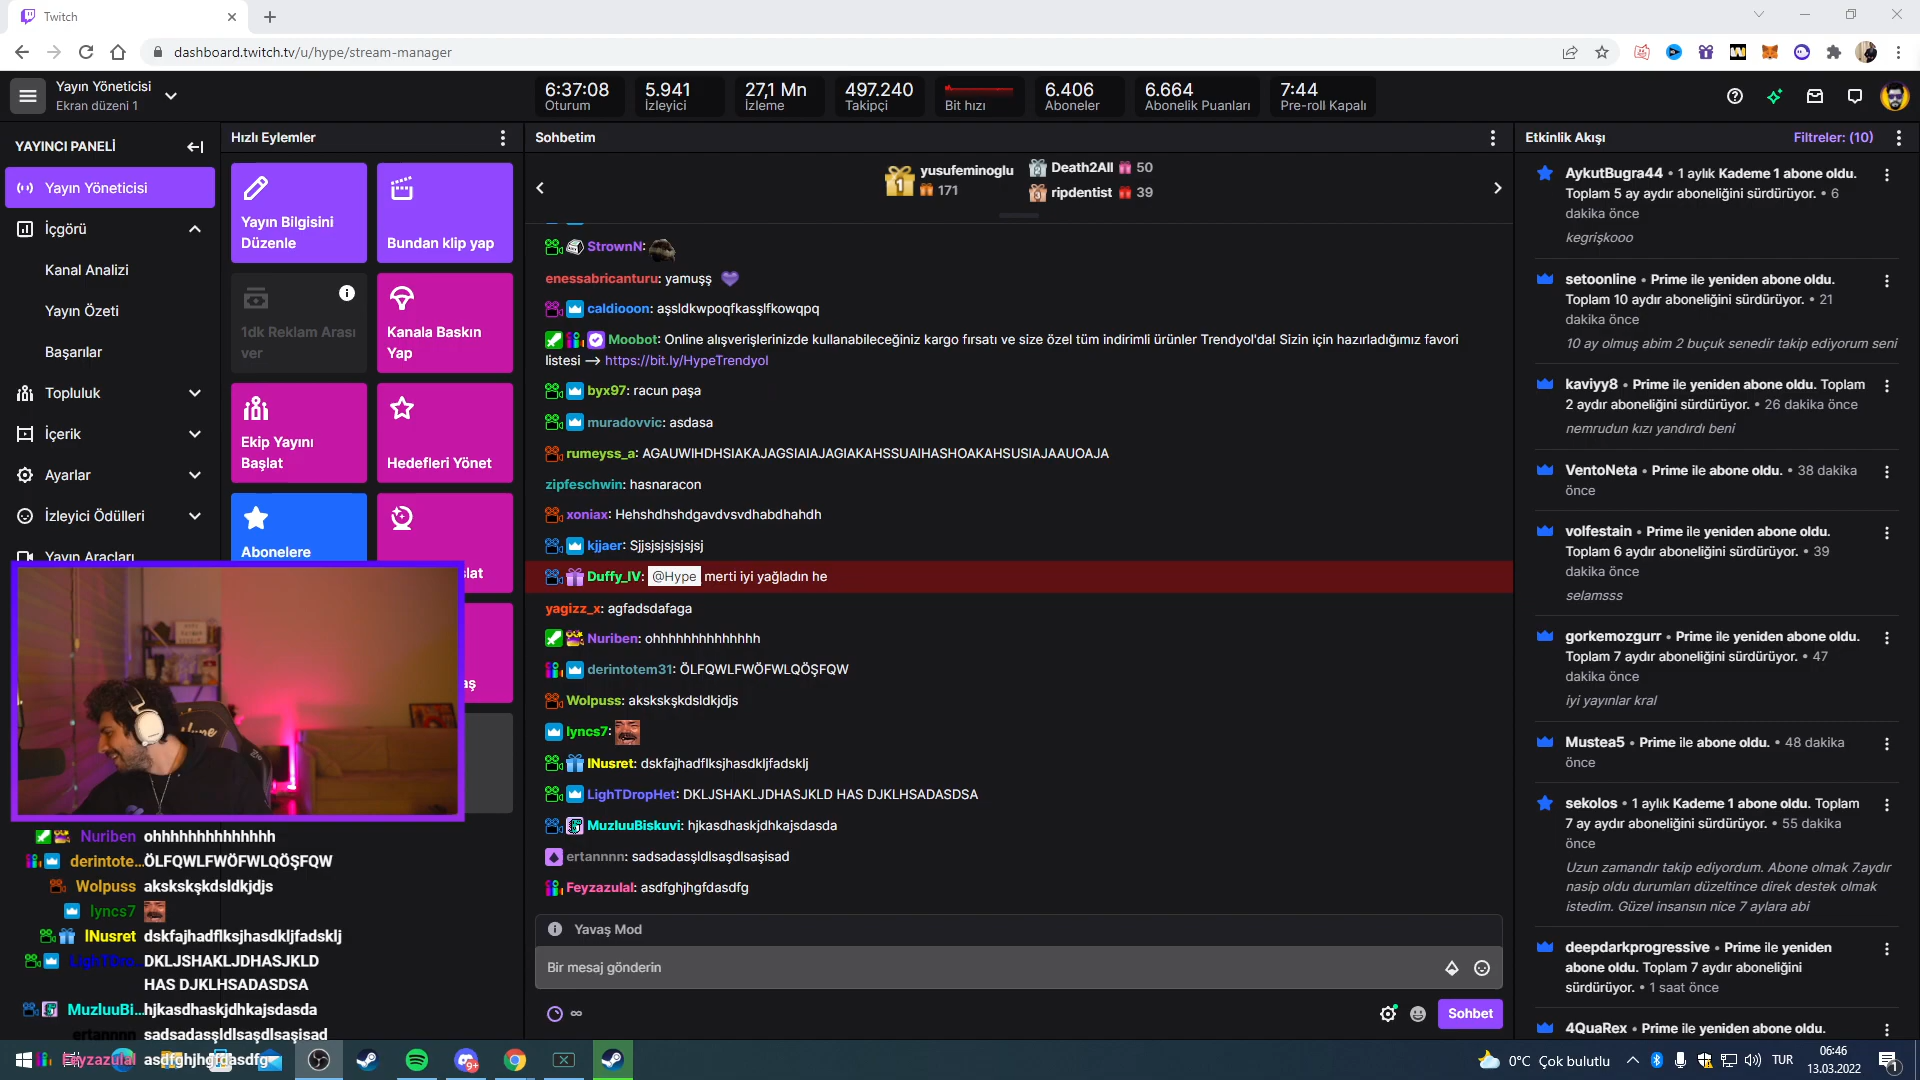 Twitch
dashboard.twitch.tv/u/hype/stream-manager
Yayın Yöneticisi
Ekran düzeni 1
6:37:08
Oturum
5.941
İzleyici
27,1 Mn
İzleme
497.240
Takipçi
Bit hızı
6.406
Aboneler
6.664
Abonelik Puanları
7:44
Pre-roll Kapalı
YAYINCI PANELİ
Yayın Yöneticisi
İçgörü
Kanal Analizi
Yayın Özeti
Başarılar
Topluluk
İçerik
Ayarlar
İzleyici Ödülleri
Yayın Araçları
Hızlı Eylemler
Yayın Bilgisini
Düzenle
Bundan klip yap
1dk Reklam Arası
ver
Kanala Baskın
Yap
Ekip Yayını
Başlat
Hedefleri Yönet
Abonelere
Sohbetim
1 yusufeminoglu
171
2 Death2All 50
3 ripdentist 39
StrownN:
enessabricanturu: yamuşş
caldiooon: aşsldkwpoqfkasşlfkowqpq
Moobot: Online alışverişlerinizde kullanabileceğiniz kargo fırsatı ve size özel tüm indirimli ürünler Trendyol'da! Sizin için hazırladığımız favori
listesi --> https://bit.ly/HypeTrendyol
byx97: racun paşa
muradovvic: asdasa
rumeyss_a: AGAUWIHDHSIAKAJAGSIAIAJAGIAKAHSSUAIHASHOAKAHSUSIAJAAUOAJA
zipfeschwin: hasnaracon
xoniax: Hehshdhshdgavdvsvdhabdhahdh
kjjaer: Sjjsjsjsjsjsjsj
Duffy_IV: @Hype merti iyi yağladın he
yagizz_x: agfadsdafaga
Nuriben: ohhhhhhhhhhhhhh
derintotem31: ÖLFQWLFWÖFWLQÖŞFQW
Wolpuss: akskskşkdsldkjdjs
lyncs7:
INusret: dskfajhadflksjhasdkljfadsklj
LighTDropHet: DKLJSHAKLJDHASJKLD HAS DJKLHSADASDSA
MuzluuBiskuvi: hjkasdhaskjdhkajsdasda
ertannnn: sadsadasşldlsaşdlsaşisad
Feyzazulal: asdfghjhgfdasdfg
Yavaş Mod
Bir mesaj gönderin
∞
Sohbet
Etkinlik Akışı
Filtreler: (10)
AykutBugra44 • 1 aylık Kademe 1 abone oldu.
Toplam 5 ay aydır aboneliğini sürdürüyor. • 6
dakika önce
kegrişkooo
setoonline • Prime ile yeniden abone oldu.
Toplam 10 aydır aboneliğini sürdürüyor. • 21
dakika önce
10 ay olmuş abim 2 buçuk senedir takip ediyorum seni
kaviyy8 • Prime ile yeniden abone oldu. Toplam
2 aydır aboneliğini sürdürüyor. • 26 dakika önce
nemrudun kızı yandırdı beni
VentoNeta • Prime ile abone oldu. • 38 dakika
önce
volfestain • Prime ile yeniden abone oldu.
Toplam 6 aydır aboneliğini sürdürüyor. • 39
dakika önce
selamsss
gorkemozgurr • Prime ile yeniden abone oldu.
Toplam 7 aydır aboneliğini sürdürüyor. • 47
dakika önce
iyi yayınlar kral
Mustea5 • Prime ile abone oldu. • 48 dakika
önce
sekolos • 1 aylık Kademe 1 abone oldu. Toplam
7 ay aydır aboneliğini sürdürüyor. • 55 dakika
önce
Uzun zamandır takip ediyordum. Abone olmak 7.aydır
nasip oldu durumları düzeltince direk destek olmak
istedim. Güzel insansın nice 7 aylara abi
deepdarkprogressive • Prime ile yeniden
abone oldu. Toplam 7 aydır aboneliğini
sürdürüyor. • 1 saat önce
4QuaRex • Prime ile yeniden abone oldu.
Nuriben ohhhhhhhhhhhhhh
derintote... ÖLFQWLFWÖFWLQÖŞFQW
Wolpuss akskskşkdsldkjdjs
lyncs7
INusret dskfajhadflksjhasdkljfadsklj
LighTDro... DKLJSHAKLJDHASJKLD
HAS DJKLHSADASDSA
MuzluuBi... hjkasdhaskjdhkajsdasda
ertannnn sadsadasşldlsaşdlsaşisad
Feyzazulal asdfghjhgfdasdfg
0°C Çok bulutlu
TUR
06:46
13.03.2022
1